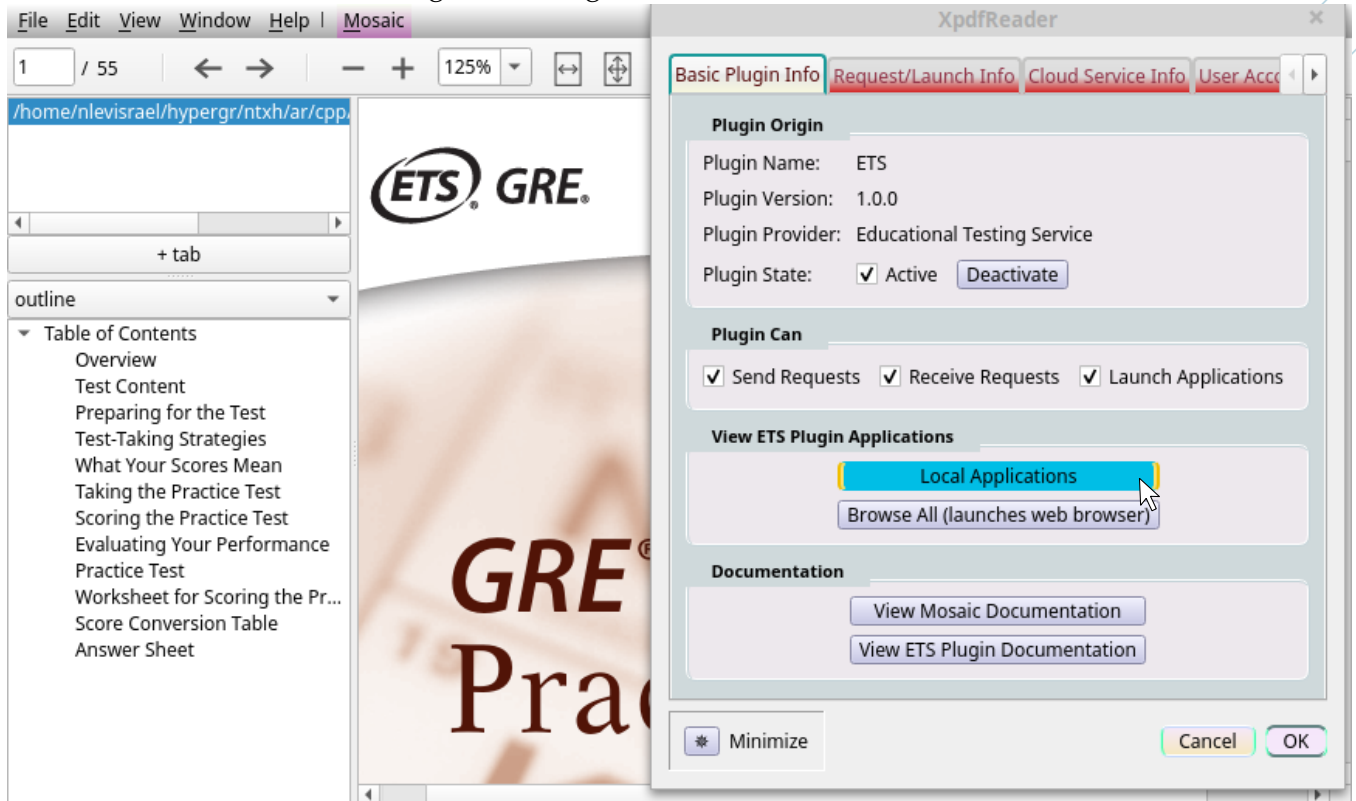 File Edit View Window Help | Mosaic
1 / 55 125%
/home/nlevisrael/hypergr/ntxh/ar/cpp
+ tab
outline
Table of Contents
Overview
Test Content
Preparing for the Test
Test-Taking Strategies
What Your Scores Mean
Taking the Practice Test
Scoring the Practice Test
Evaluating Your Performance
Practice Test
Worksheet for Scoring the Pr...
Score Conversion Table
Answer Sheet
ETS® GRE®
GRE®
Prac
15
XpdfReader
Basic Plugin Info Request/Launch Info Cloud Service Info User Acco
Plugin Origin
Plugin Name: ETS
Plugin Version: 1.0.0
Plugin Provider: Educational Testing Service
Plugin State: Active Deactivate
Plugin Can
Send Requests Receive Requests Launch Applications
View ETS Plugin Applications
Local Applications
Browse All (launches web browser)
Documentation
View Mosaic Documentation
View ETS Plugin Documentation
Minimize Cancel OK